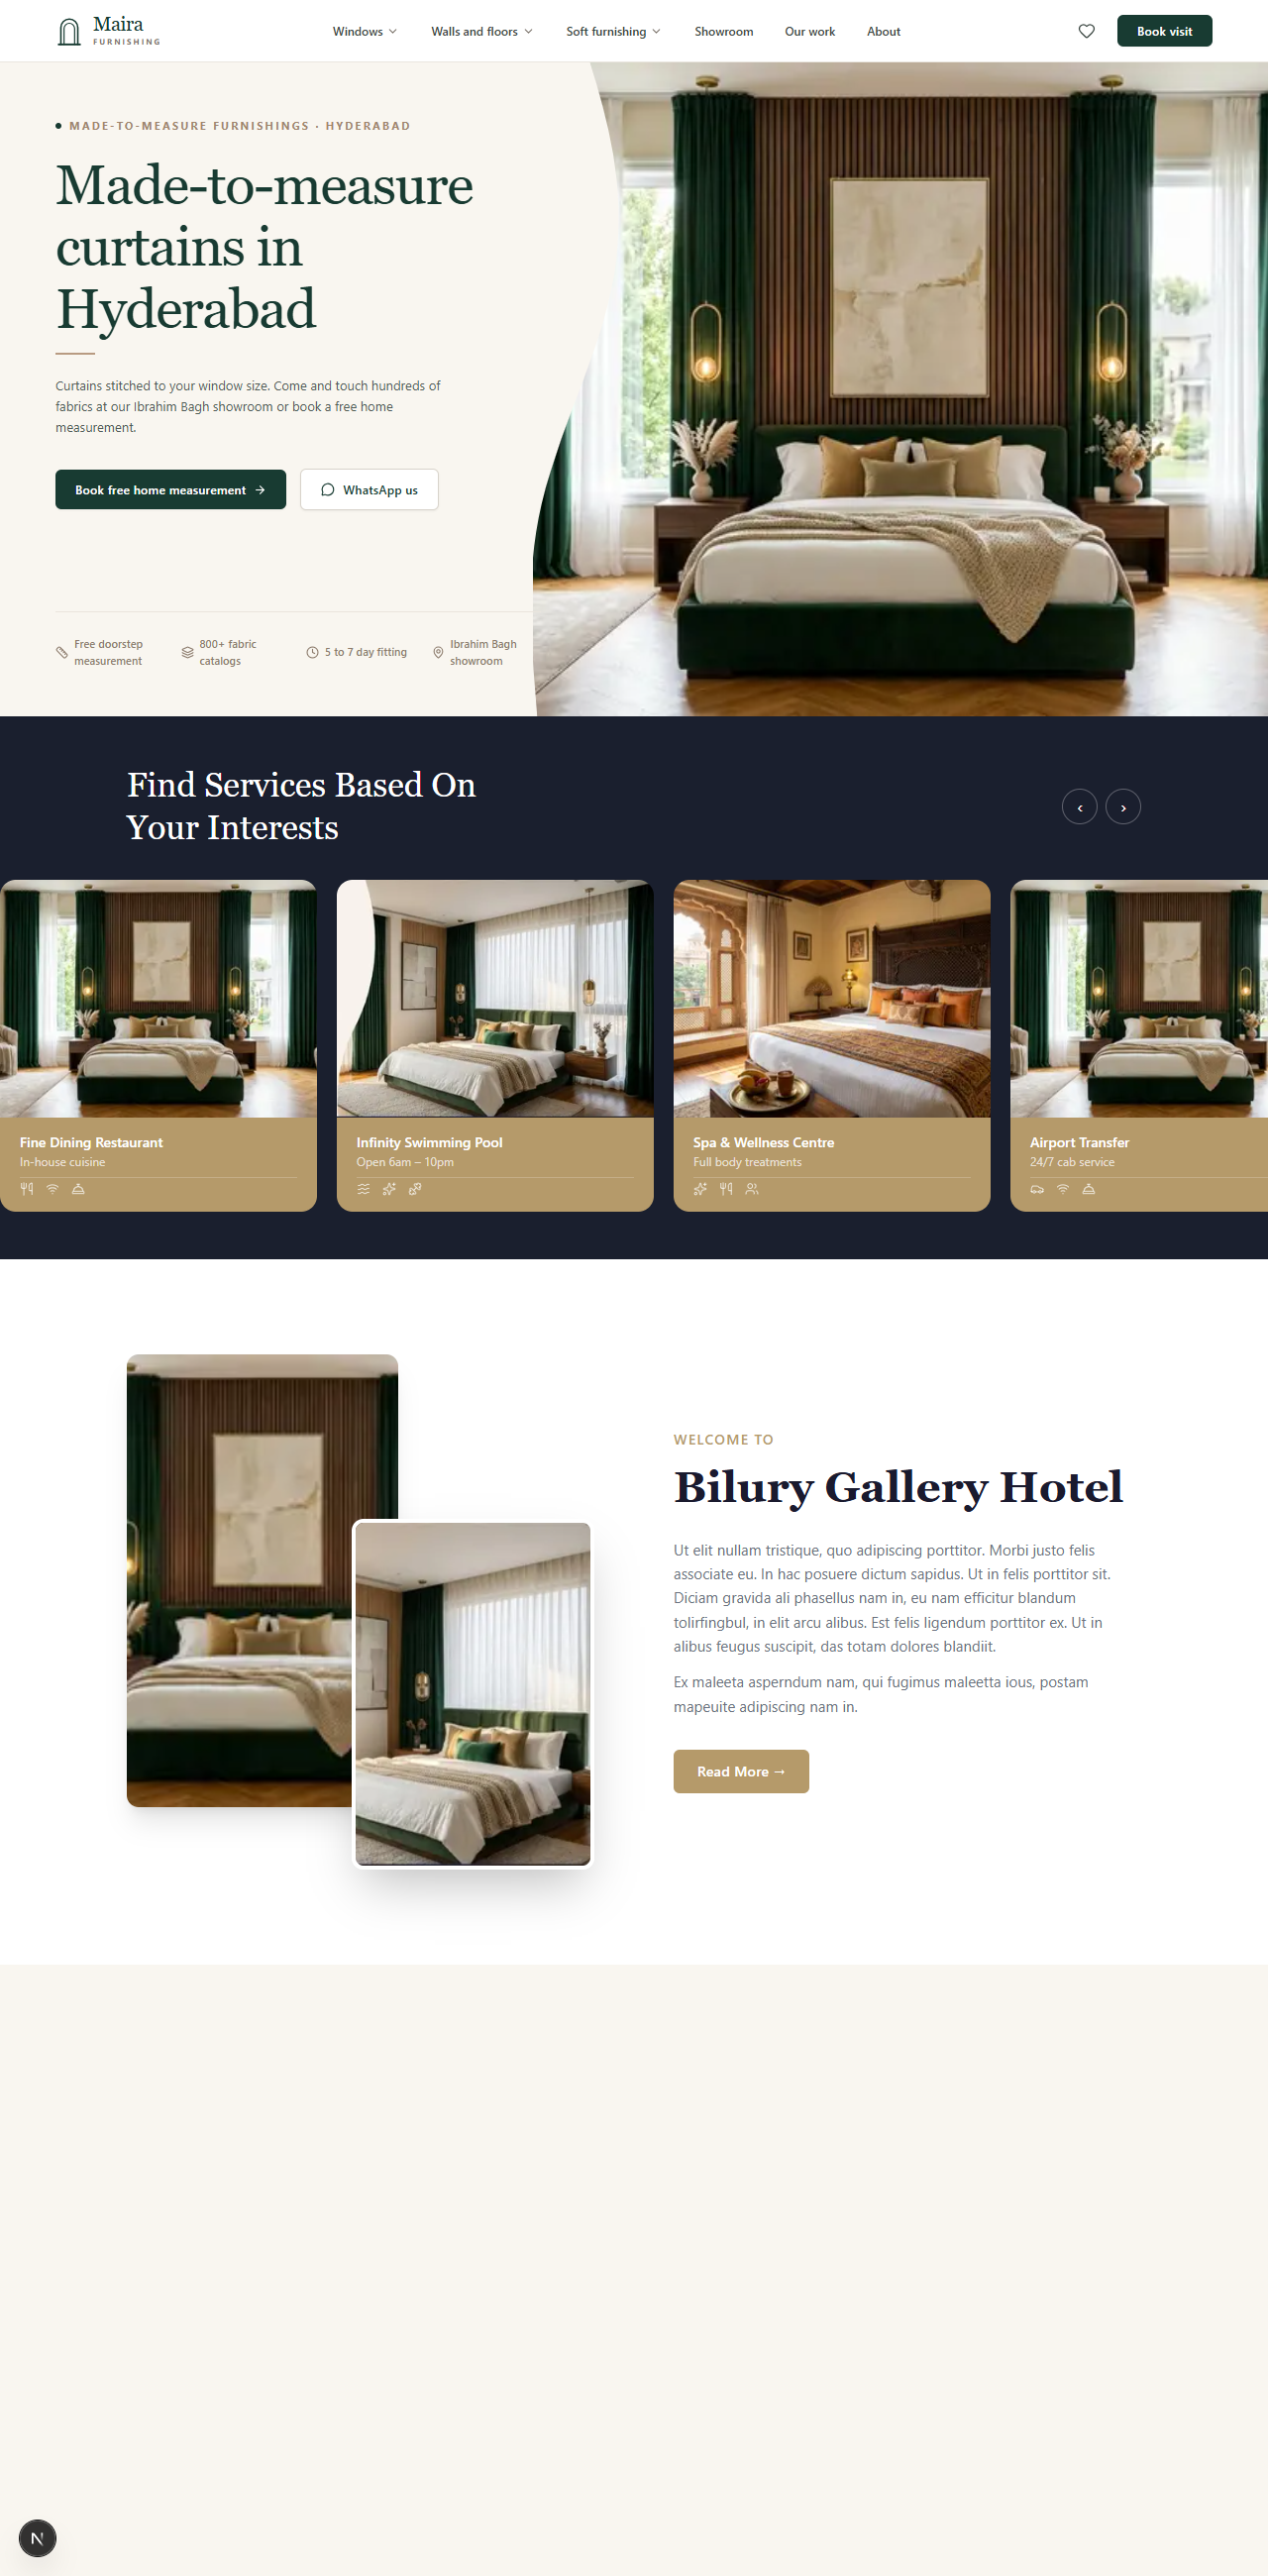 Maira
FURNISHING
Windows
Walls and floors
Soft furnishing
Showroom
Our work
About
Book visit
MADE-TO-MEASURE FURNISHINGS · HYDERABAD
Made-to-measure
curtains in
Hyderabad
Curtains stitched to your window size. Come and touch hundreds of
fabrics at our Ibrahim Bagh showroom or book a free home
measurement.
Book free home measurement →
WhatsApp us
Free doorstep
measurement
800+ fabric
catalogs
5 to 7 day fitting
Ibrahim Bagh
showroom
Find Services Based On
Your Interests
‹ ›
Fine Dining Restaurant
In-house cuisine
Infinity Swimming Pool
Open 6am – 10pm
Spa & Wellness Centre
Full body treatments
Airport Transfer
24/7 cab service
WELCOME TO
Bilury Gallery Hotel
Ut elit nullam tristique, quo adipiscing porttitor. Morbi justo felis
associate eu. In hac posuere dictum sapidus. Ut in felis porttitor sit.
Diciam gravida ali phasellus nam in, eu nam efficitur blandum
tolirfingbul, in elit arcu alibus. Est felis ligendum porttitor ex. Ut in
alibus feugus suscipit, das totam dolores blandiit.
Ex maleeta asperndum nam, qui fugimus maleetta ious, postam
mapeuite adipiscing nam in.
Read More →
N